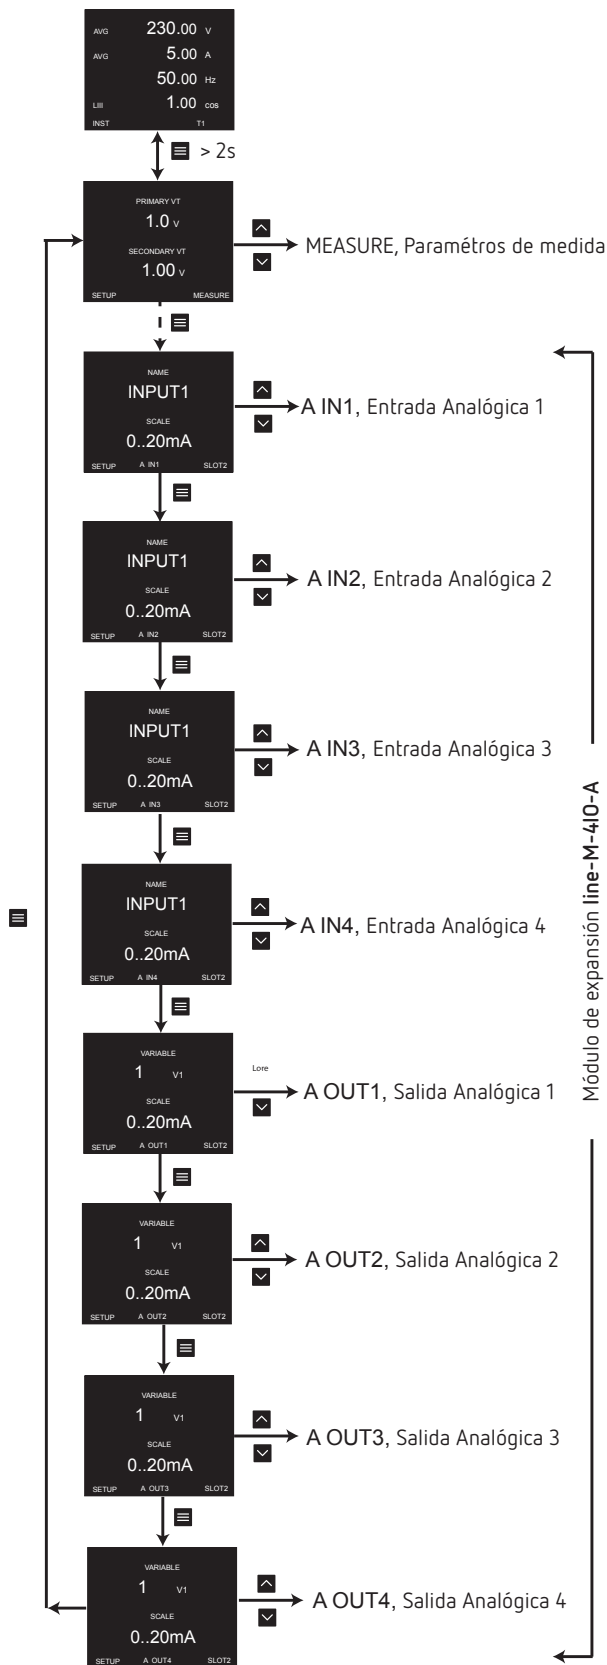 AVG 230.00 V
AVG 5.00 A
50.00 Hz
LIII 1.00 cos
INST T1
> 2s
PRIMARY VT
1.0 V
SECONDARY VT
1.00 V
SETUP MEASURE
MEASURE, Paramétros de medida
NAME
INPUT1
SCALE
0..20mA
SETUP A IN1 SLOT2
A IN1, Entrada Analógica 1
NAME
INPUT1
SCALE
0..20mA
SETUP A IN2 SLOT2
A IN2, Entrada Analógica 2
NAME
INPUT1
SCALE
0..20mA
SETUP A IN3 SLOT2
A IN3, Entrada Analógica 3
NAME
INPUT1
SCALE
0..20mA
SETUP A IN4 SLOT2
A IN4, Entrada Analógica 4
VARIABLE
1 V1
SCALE
0..20mA
SETUP A OUT1 SLOT2
Lore
A OUT1, Salida Analógica 1
VARIABLE
1 V1
SCALE
0..20mA
SETUP A OUT2 SLOT2
A OUT2, Salida Analógica 2
VARIABLE
1 V1
SCALE
0..20mA
SETUP A OUT3 SLOT2
A OUT3, Salida Analógica 3
VARIABLE
1 V1
SCALE
0..20mA
SETUP A OUT4 SLOT2
A OUT4, Salida Analógica 4
Módulo de expansión line-M-4IO-A